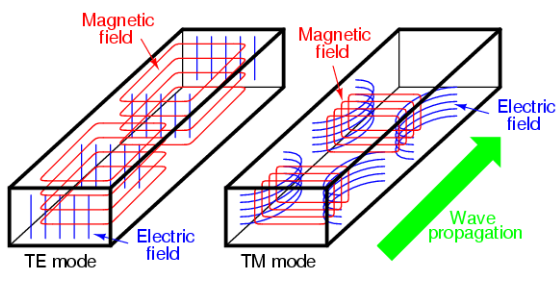 Magnetic
field
Magnetic
field
Electric
field
Wave
propagation
Electric
field
TE mode
TM mode